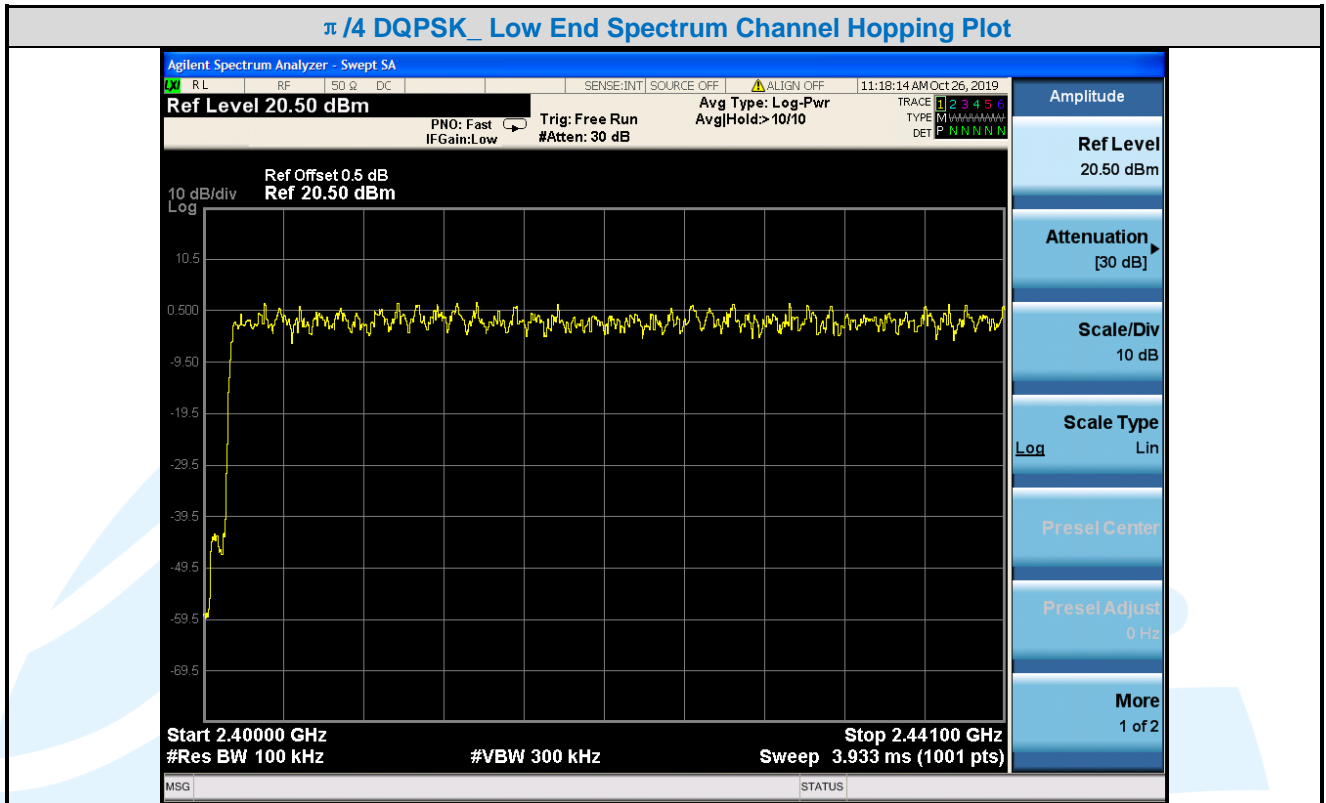 π/4 DQPSK_ Low End Spectrum Channel Hopping Plot
Agilent Spectrum Analyzer - Swept SA
LXI RL RF 50 Ω DC SENSE:INT SOURCE OFF ALIGN OFF 11:18:14 AM Oct 26, 2019
Ref Level 20.50 dBm
PNO: Fast
IFGain:Low
Trig: Free Run
#Atten: 30 dB
Avg Type: Log-Pwr
Avg|Hold:>10/10
TRACE 1 2 3 4 5 6
TYPE M WWWWW
DET P N N N N N
Ref Offset 0.5 dB
10 dB/div Ref 20.50 dBm
Log
10.5
0.500
-9.50
-19.5
-29.5
-39.5
-49.5
-59.5
-69.5
Start 2.40000 GHz Stop 2.44100 GHz
#Res BW 100 kHz #VBW 300 kHz Sweep 3.933 ms (1001 pts)
MSG STATUS
Amplitude
Ref Level
20.50 dBm
Attenuation
[30 dB]
Scale/Div
10 dB
Scale Type
Log Lin
Presel Center
Presel Adjust
0 Hz
More
1 of 2